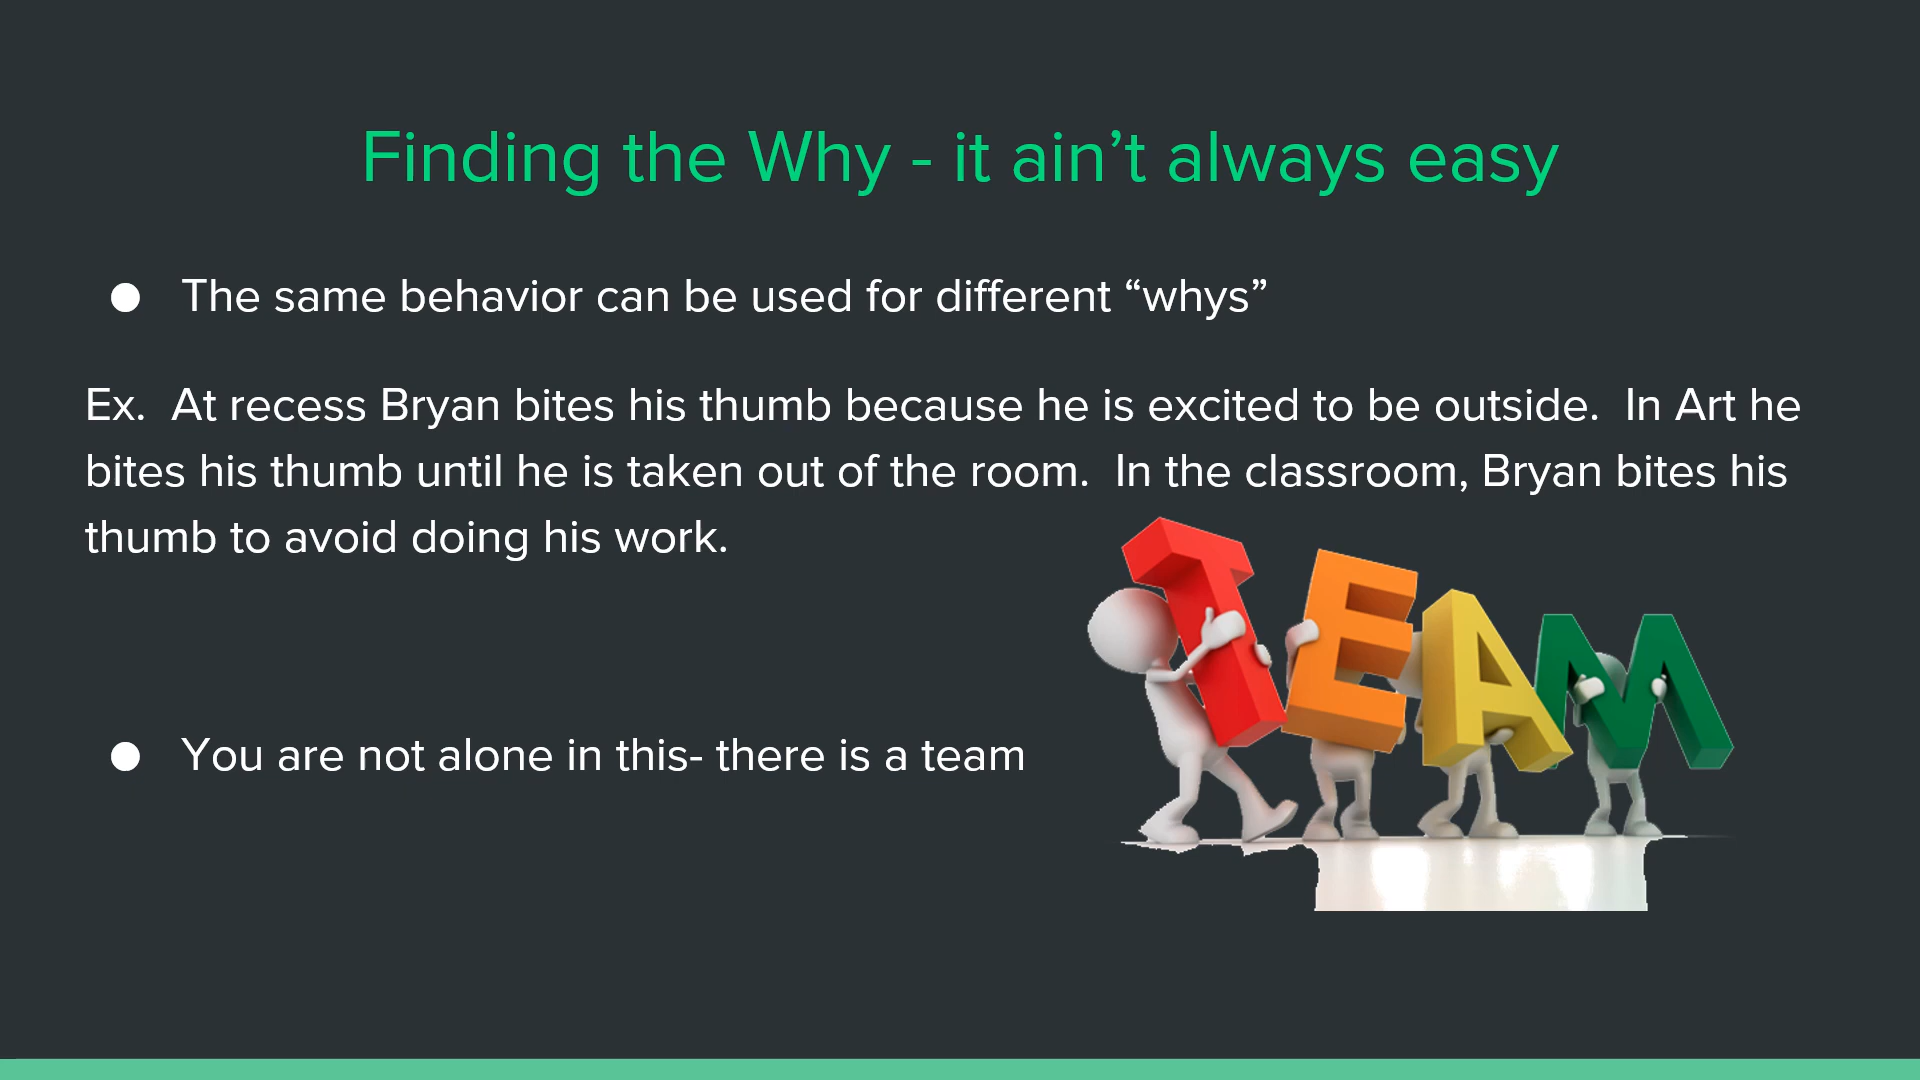 Finding the Why - it ain’t always easy
● The same behavior can be used for different “whys”
Ex.  At recess Bryan bites his thumb because he is excited to be outside.  In Art he
bites his thumb until he is taken out of the room.  In the classroom, Bryan bites his
thumb to avoid doing his work.
TEAM
● You are not alone in this- there is a team